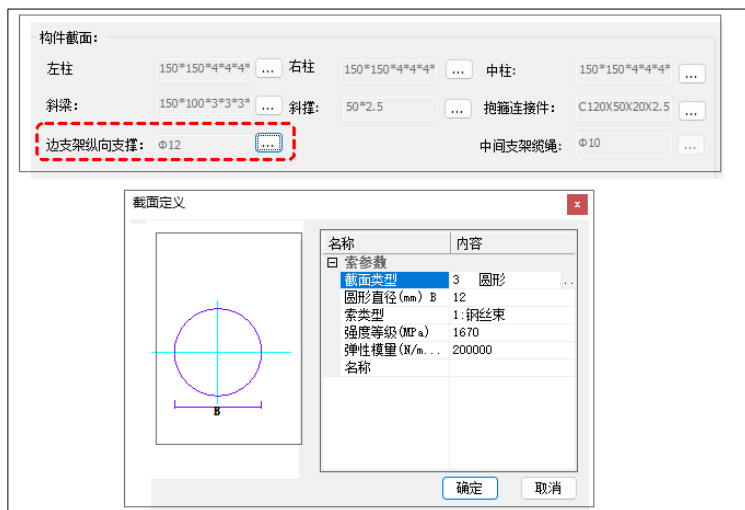 构件截面:
左柱 150*150*4*4*4* ... 右柱 150*150*4*4*4* ... 中柱: 150*150*4*4*4* ...
斜梁: 150*100*3*3*3* ... 斜撑: 50*2.5 ... 抱箍连接件: C120X50X20X2.5 ...
边支架纵向支撑: Φ12 ... 中间支架缆绳: Φ10 ...
截面定义 x
名称 内容
索参数
截面类型 3 圆形 ..
圆形直径(mm) B 12
索类型 1:钢丝束
强度等级(MPa) 1670
弹性模量(N/m... 200000
名称
B
确定 取消